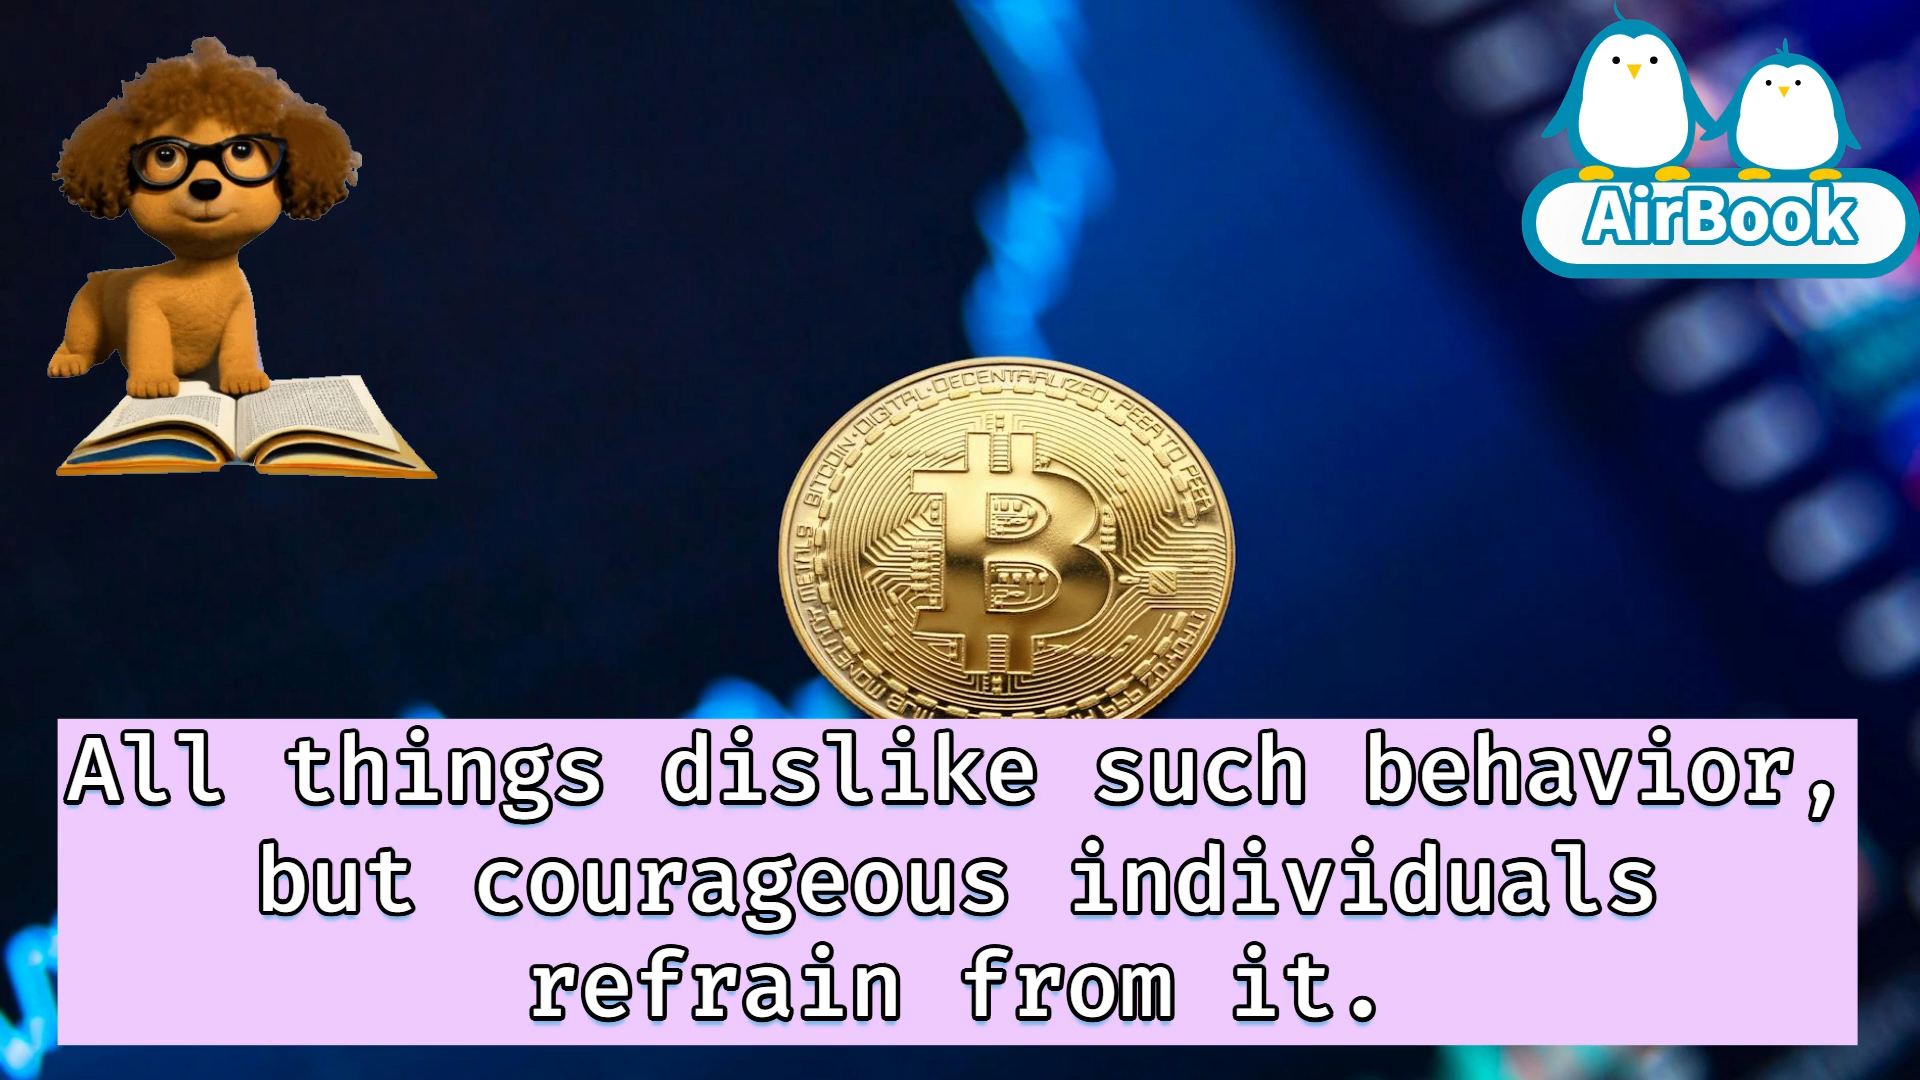 AirBook
BITCOIN·DIGITAL·DECENTRALIZED·PEER TO PEER
All things dislike such behavior,
but courageous individuals
refrain from it.